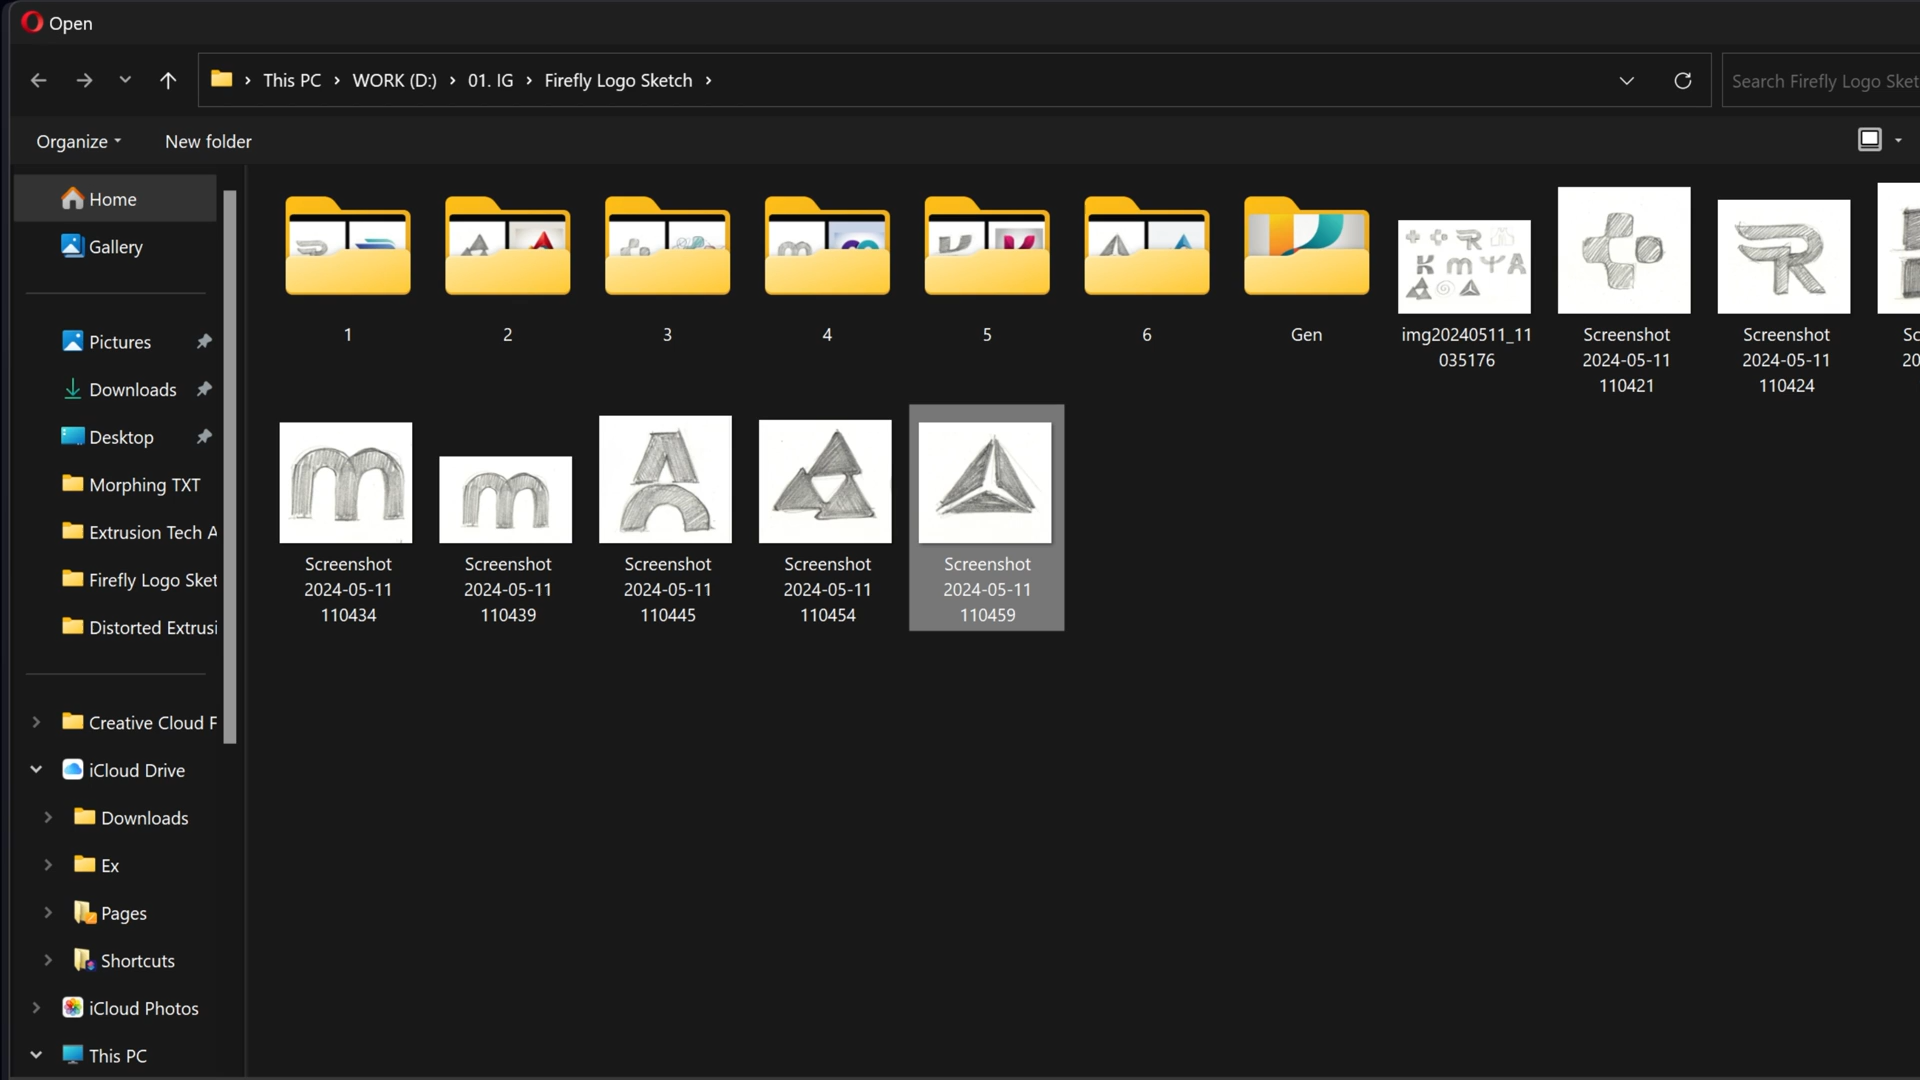 Open
This PC
WORK (D:)
01. IG
Firefly Logo Sketch
Search Firefly Logo Sket
Organize
New folder
Home
Gallery
Pictures
Downloads
Desktop
Morphing TXT
Extrusion Tech A
Firefly Logo Sket
Distorted Extrusi
Creative Cloud F
iCloud Drive
Downloads
Ex
Pages
Shortcuts
iCloud Photos
This PC
1
2
3
4
5
6
Gen
img20240511_11
035176
Screenshot
2024-05-11
110421
Screenshot
2024-05-11
110424
Sc
20
Screenshot
2024-05-11
110434
Screenshot
2024-05-11
110439
Screenshot
2024-05-11
110445
Screenshot
2024-05-11
110454
Screenshot
2024-05-11
110459